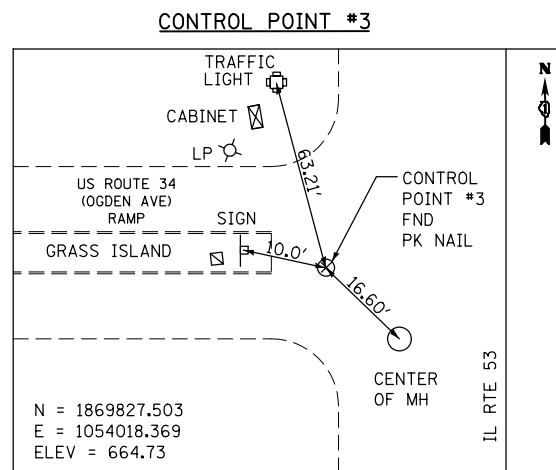 CONTROL POINT #3
TRAFFIC
LIGHT
N
CABINET
LP
63.21'
US ROUTE 34
(OGDEN AVE)
RAMP
CONTROL
POINT #3
FND
PK NAIL
SIGN
GRASS ISLAND
10.0'
16.60'
CENTER
OF MH
IL RTE 53
N = 1869827.503
E = 1054018.369
ELEV = 664.73